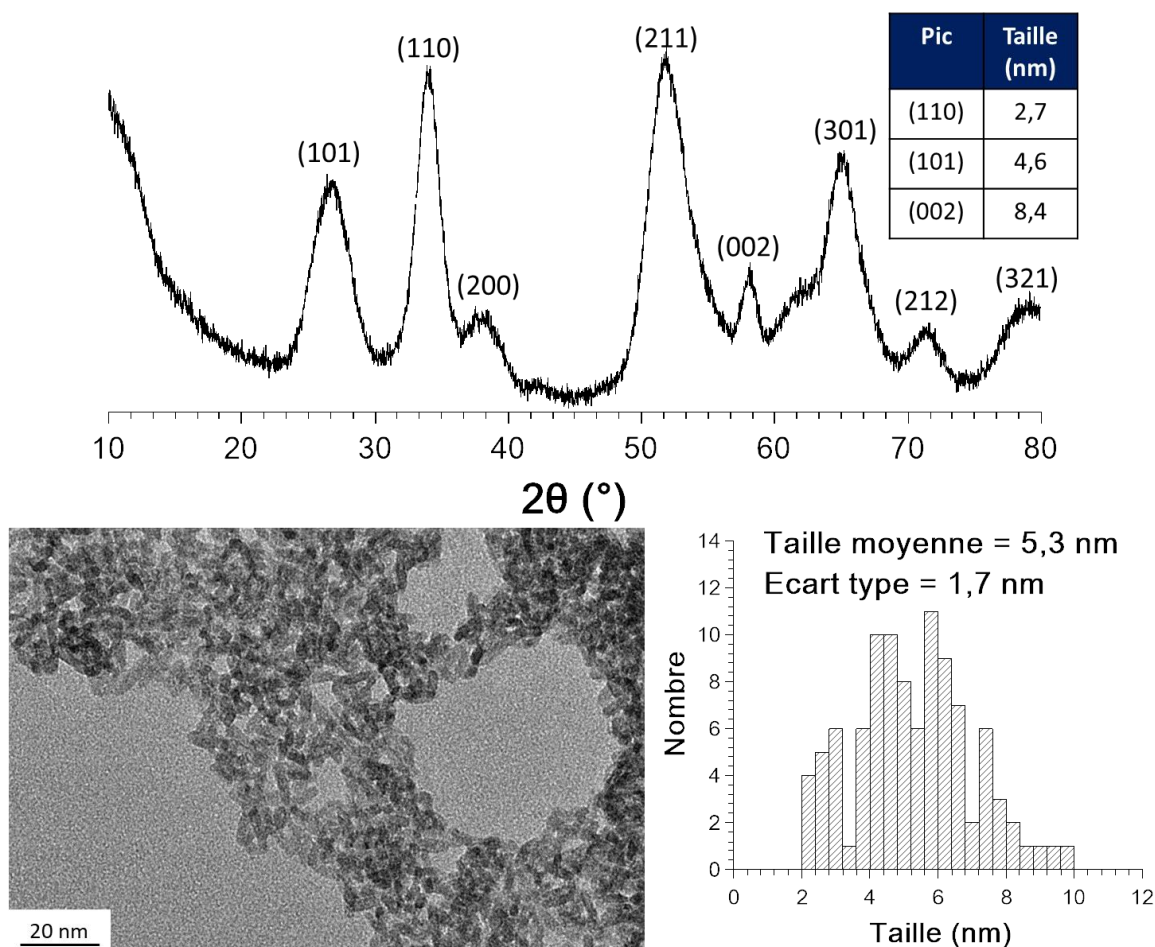 (110)
(211)
(101)
(301)
(200)
(002)
(212)
(321)
Pic Taille (nm)
(110) 2,7
(101) 4,6
(002) 8,4
10 20 30 40 50 60 70 80
2θ (°)
20 nm
Taille moyenne = 5,3 nm
Ecart type = 1,7 nm
14
12
10
8
6
4
2
0
Nombre
0 2 4 6 8 10 12
Taille (nm)